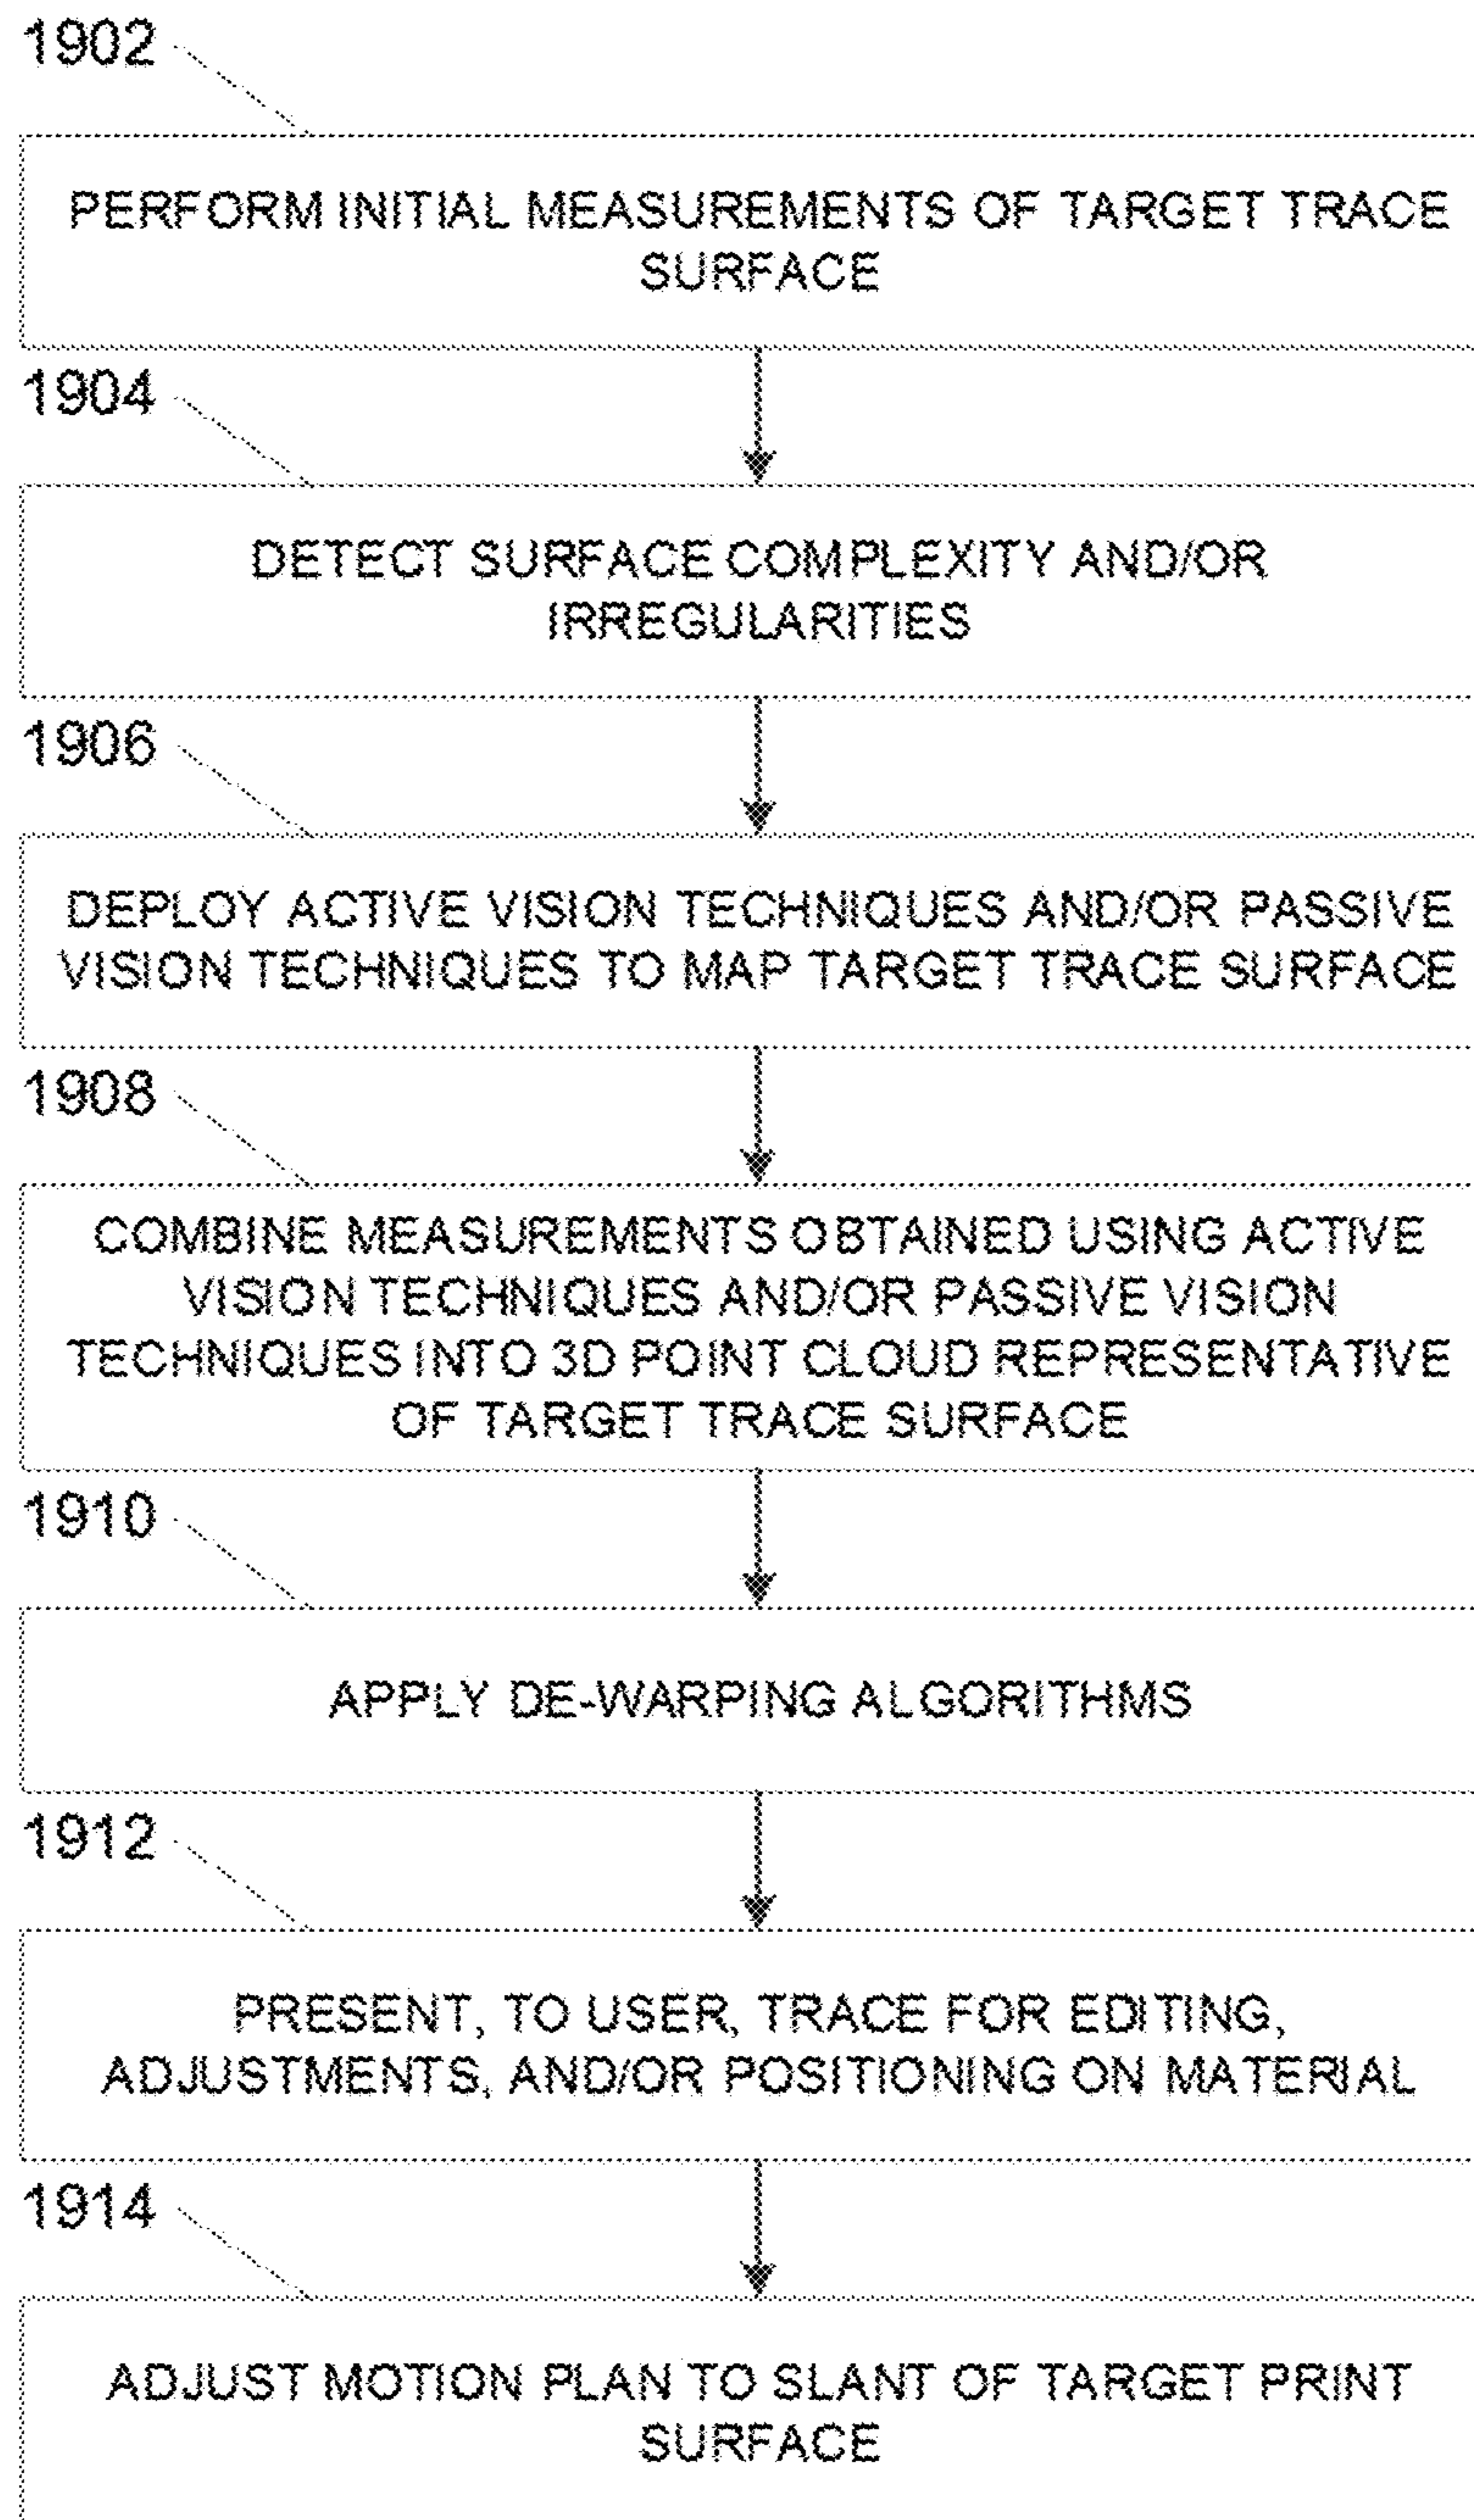 1902
PERFORM INITIAL MEASUREMENTS OF TARGET TRACE
SURFACE
1904
DETECT SURFACE COMPLEXITY AND/OR
IRREGULARITIES
1906
DEPLOY ACTIVE VISION TECHNIQUES AND/OR PASSIVE
VISION TECHNIQUES TO MAP TARGET TRACE SURFACE
1908
COMBINE MEASUREMENTS OBTAINED USING ACTIVE
VISION TECHNIQUES AND/OR PASSIVE VISION
TECHNIQUES INTO 3D POINT CLOUD REPRESENTATIVE
OF TARGET TRACE SURFACE
1910
APPLY DE-WARPING ALGORITHMS
1912
PRESENT, TO USER, TRACE FOR EDITING,
ADJUSTMENTS, AND/OR POSITIONING ON MATERIAL
1914
ADJUST MOTION PLAN TO SLANT OF TARGET PRINT
SURFACE